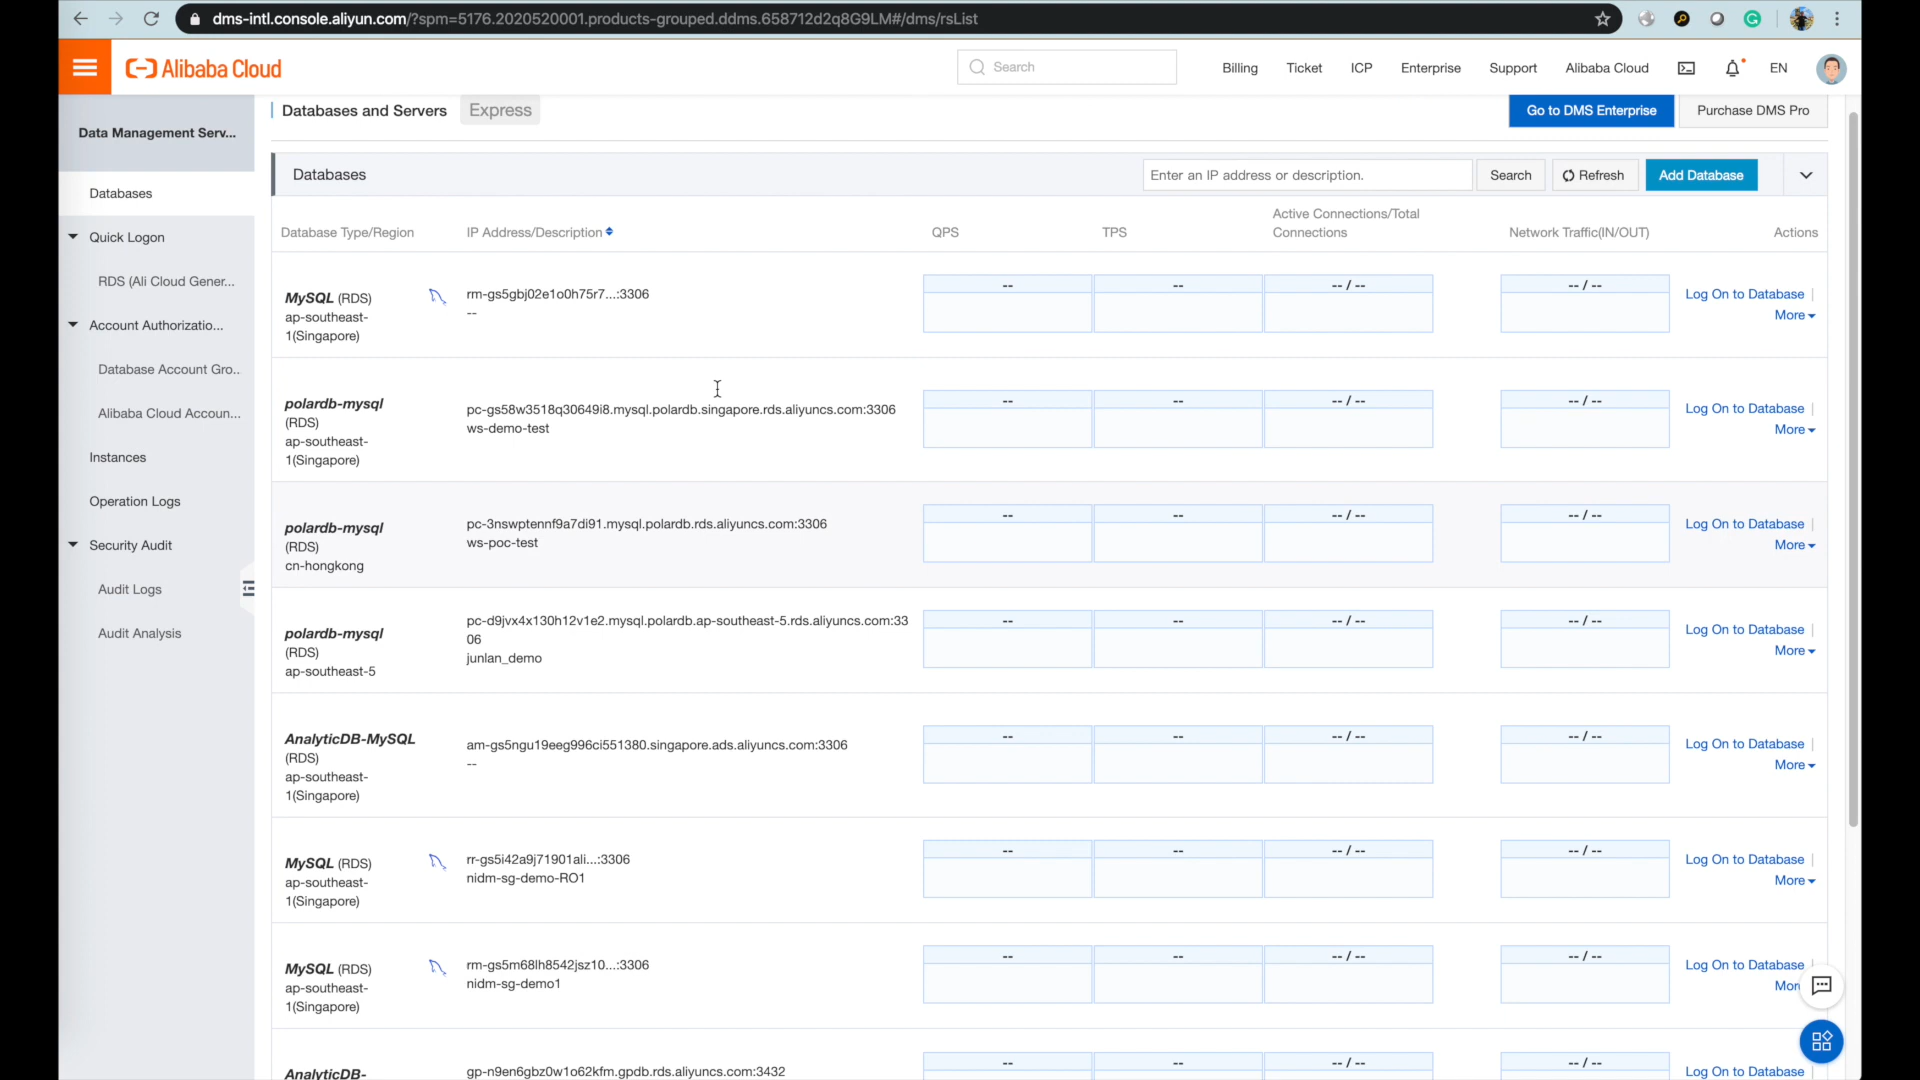 dms-intl.console.aliyun.com/?spm=5176.2020520001.products-grouped.ddms.658712d2q8G9LM#/dms/rsList
Alibaba Cloud
Search
Billing
Ticket
ICP
Enterprise
Support
Alibaba Cloud
EN
Data Management Serv...
Databases
Quick Logon
RDS (Ali Cloud Gener...
Account Authorizatio...
Database Account Gro...
Alibaba Cloud Accoun...
Instances
Operation Logs
Security Audit
Audit Logs
Audit Analysis
Databases and Servers
Express
Go to DMS Enterprise
Purchase DMS Pro
Databases
Enter an IP address or description.
Search
Refresh
Add Database
Database Type/Region
IP Address/Description
QPS
TPS
Active Connections/Total
Connections
Network Traffic(IN/OUT)
Actions
MySQL (RDS)
ap-southeast-
1(Singapore)
rm-gs5gbj02e1o0h75r7...:3306
--
--
--
-- / --
-- / --
Log On to Database |
More
polardb-mysql
(RDS)
ap-southeast-
1(Singapore)
pc-gs58w3518q30649i8.mysql.polardb.singapore.rds.aliyuncs.com:3306
ws-demo-test
--
--
-- / --
-- / --
Log On to Database |
More
polardb-mysql
(RDS)
cn-hongkong
pc-3nswptennf9a7di91.mysql.polardb.rds.aliyuncs.com:3306
ws-poc-test
--
--
-- / --
-- / --
Log On to Database |
More
polardb-mysql
(RDS)
ap-southeast-5
pc-d9jvx4x130h12v1e2.mysql.polardb.ap-southeast-5.rds.aliyuncs.com:33
06
junlan_demo
--
--
-- / --
-- / --
Log On to Database |
More
AnalyticDB-MySQL
(RDS)
ap-southeast-
1(Singapore)
am-gs5ngu19eeg996ci551380.singapore.ads.aliyuncs.com:3306
--
--
--
-- / --
-- / --
Log On to Database |
More
MySQL (RDS)
ap-southeast-
1(Singapore)
rr-gs5i42a9j71901ali...:3306
nidm-sg-demo-RO1
--
--
-- / --
-- / --
Log On to Database |
More
MySQL (RDS)
ap-southeast-
1(Singapore)
rm-gs5m68lh8542jsz10...:3306
nidm-sg-demo1
--
--
-- / --
-- / --
Log On to Database |
Mor
AnalyticDB-
gp-n9en6gbz0w1o62kfm.gpdb.rds.aliyuncs.com:3432
--
--
-- / --
-- / --
Log On to Database |